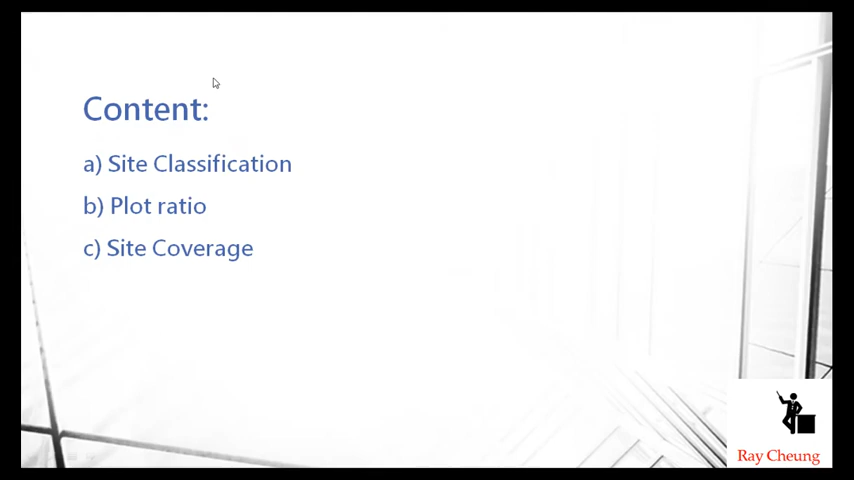 Content:
a) Site Classification
b) Plot ratio
c) Site Coverage
Ray Cheung